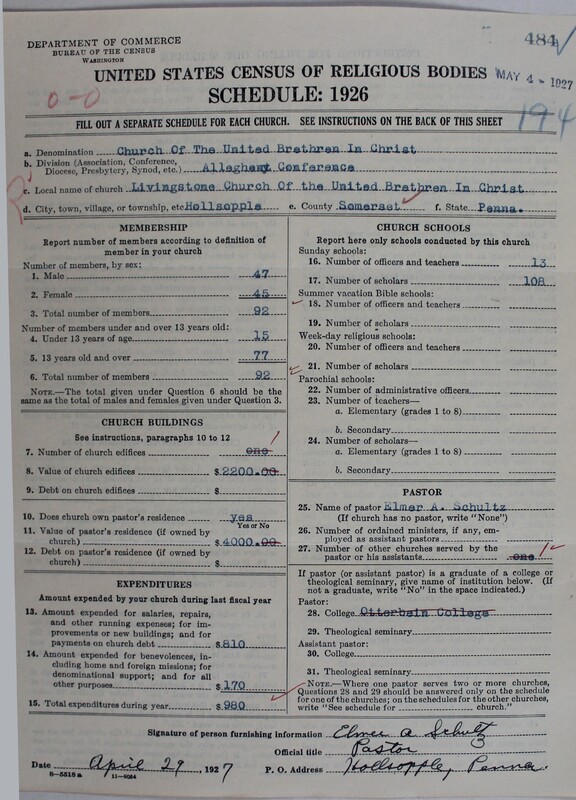 DEPARTMENT OF COMMERCE
BUREAU OF THE CENSUS
WASHINGTON
484
UNITED STATES CENSUS OF RELIGIOUS BODIES
MAY 4 - 1927
SCHEDULE: 1926
0-0
194
FILL OUT A SEPARATE SCHEDULE FOR EACH CHURCH. SEE INSTRUCTIONS ON THE BACK OF THIS SHEET
a. Denomination Church Of The United Brethren In Christ
b. Division (Association, Conference, Diocese, Presbytery, Synod, etc.) Allegheny Conference
c. Local name of church Livingstone Church Of the United Brethren In Christ
d. City, town, village, or township, etc Hollsopple e. County Somerset f. State Penna.
MEMBERSHIP
Report number of members according to definition of
member in your church
Number of members, by sex:
1. Male 47
2. Female 45
3. Total number of members 92
Number of members under and over 13 years old:
4. Under 13 years of age 15
5. 13 years old and over 77
6. Total number of members 92
NOTE.—The total given under Question 6 should be
the same as the total of males and females given under Question 3.
CHURCH BUILDINGS
See instructions, paragraphs 10 to 12
7. Number of church edifices one 1
8. Value of church edifices $ 2200.00
9. Debt on church edifices $
10. Does church own pastor's residence yes
Yes or No
11. Value of pastor's residence (if owned by
church) $ 4000.00
12. Debt on pastor's residence (if owned by
church) $
EXPENDITURES
Amount expended by your church during last fiscal year
13. Amount expended for salaries, repairs,
and other running expenses; for im-
provements or new buildings; and for
payments on church debt $ 810
14. Amount expended for benevolences, in-
cluding home and foreign missions; for
denominational support; and for all
other purposes $ 170
15. Total expenditures during year $ 980
CHURCH SCHOOLS
Report here only schools conducted by this church
Sunday schools:
16. Number of officers and teachers 13
17. Number of scholars 108
Summer vacation Bible schools:
18. Number of officers and teachers
19. Number of scholars
Week-day religious schools:
20. Number of officers and teachers
21. Number of scholars
Parochial schools:
22. Number of administrative officers
23. Number of teachers—
a. Elementary (grades 1 to 8)
b. Secondary
24. Number of scholars—
a. Elementary (grades 1 to 8)
b. Secondary
PASTOR
25. Name of pastor Elmer A. Schultz
(If church has no pastor, write "None")
26. Number of ordained ministers, if any, em-
ployed as assistant pastors
27. Number of other churches served by the
pastor or his assistants one 1
If pastor (or assistant pastor) is a graduate of a college or
theological seminary, give name of institution below. (If
not a graduate, write "No" in the space indicated.)
Pastor:
28. College Otterbein College
29. Theological seminary
Assistant pastor:
30. College
31. Theological seminary
NOTE.—Where one pastor serves two or more churches,
Questions 28 and 29 should be answered only on the schedule
for one of the churches; on the schedules for the other churches,
write "See schedule for church."
Signature of person furnishing information Elmer A Schultz
Official title Pastor
Date April 29, 1927 P. O. Address Hollsopple, Penna.
8-5518 a 11-9264